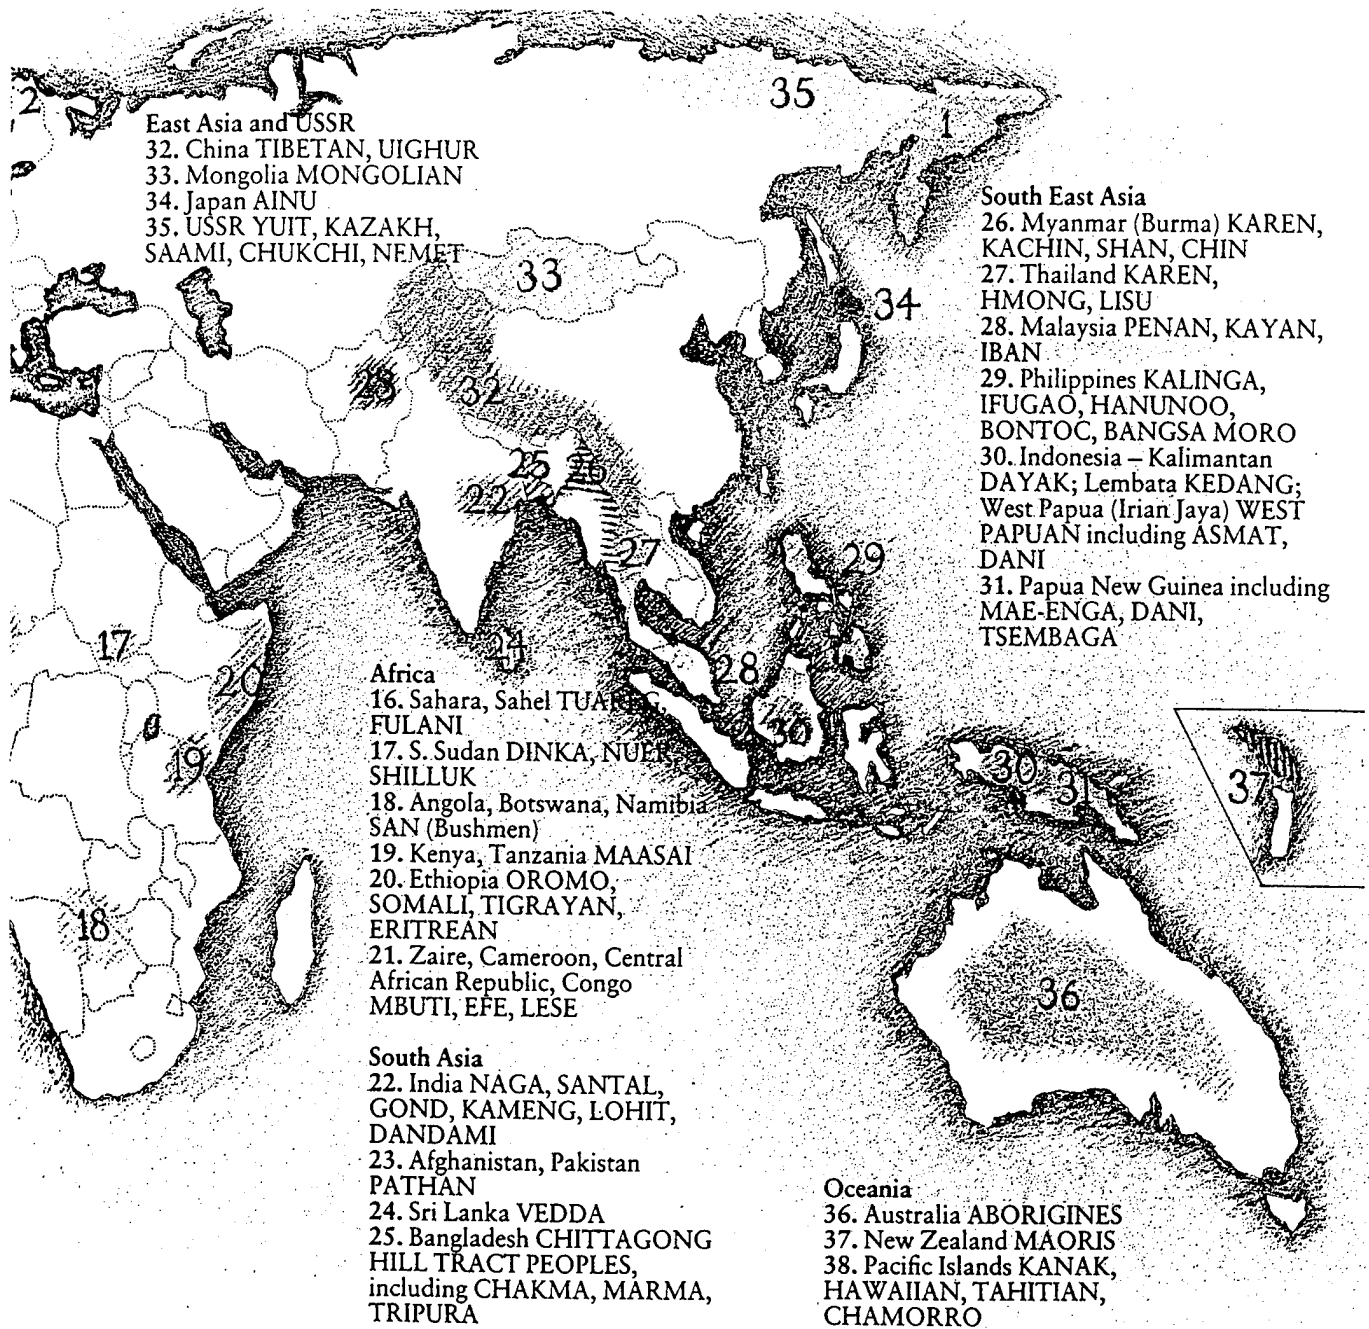 East Asia and USSR
32. China TIBETAN, UIGHUR
33. Mongolia MONGOLIAN
34. Japan AINU
35. USSR YUIT, KAZAKH,
SAAMI, CHUKCHI, NEMET
South East Asia
26. Myanmar (Burma) KAREN,
KACHIN, SHAN, CHIN
27. Thailand KAREN,
HMONG, LISU
28. Malaysia PENAN, KAYAN,
IBAN
29. Philippines KALINGA,
IFUGAO, HANUNOO,
BONTOC, BANGSA MORO
30. Indonesia – Kalimantan
DAYAK; Lembata KEDANG;
West Papua (Irian Jaya) WEST
PAPUAN including ASMAT,
DANI
31. Papua New Guinea including
MAE-ENGA, DANI,
TSEMBAGA
Africa
16. Sahara, Sahel TUAREG,
FULANI
17. S. Sudan DINKA, NUER,
SHILLUK
18. Angola, Botswana, Namibia
SAN (Bushmen)
19. Kenya, Tanzania MAASAI
20. Ethiopia OROMO,
SOMALI, TIGRAYAN,
ERITREAN
21. Zaire, Cameroon, Central
African Republic, Congo
MBUTI, EFE, LESE
South Asia
22. India NAGA, SANTAL,
GOND, KAMENG, LOHIT,
DANDAMI
23. Afghanistan, Pakistan
PATHAN
24. Sri Lanka VEDDA
25. Bangladesh CHITTAGONG
HILL TRACT PEOPLES,
including CHAKMA, MARMA,
TRIPURA
Oceania
36. Australia ABORIGINES
37. New Zealand MAORIS
38. Pacific Islands KANAK,
HAWAIIAN, TAHITIAN,
CHAMORRO
2
35
1
33
34
23
32
25
26
22
27
29
24
17
20
28
19
30
30
31
37
18
36